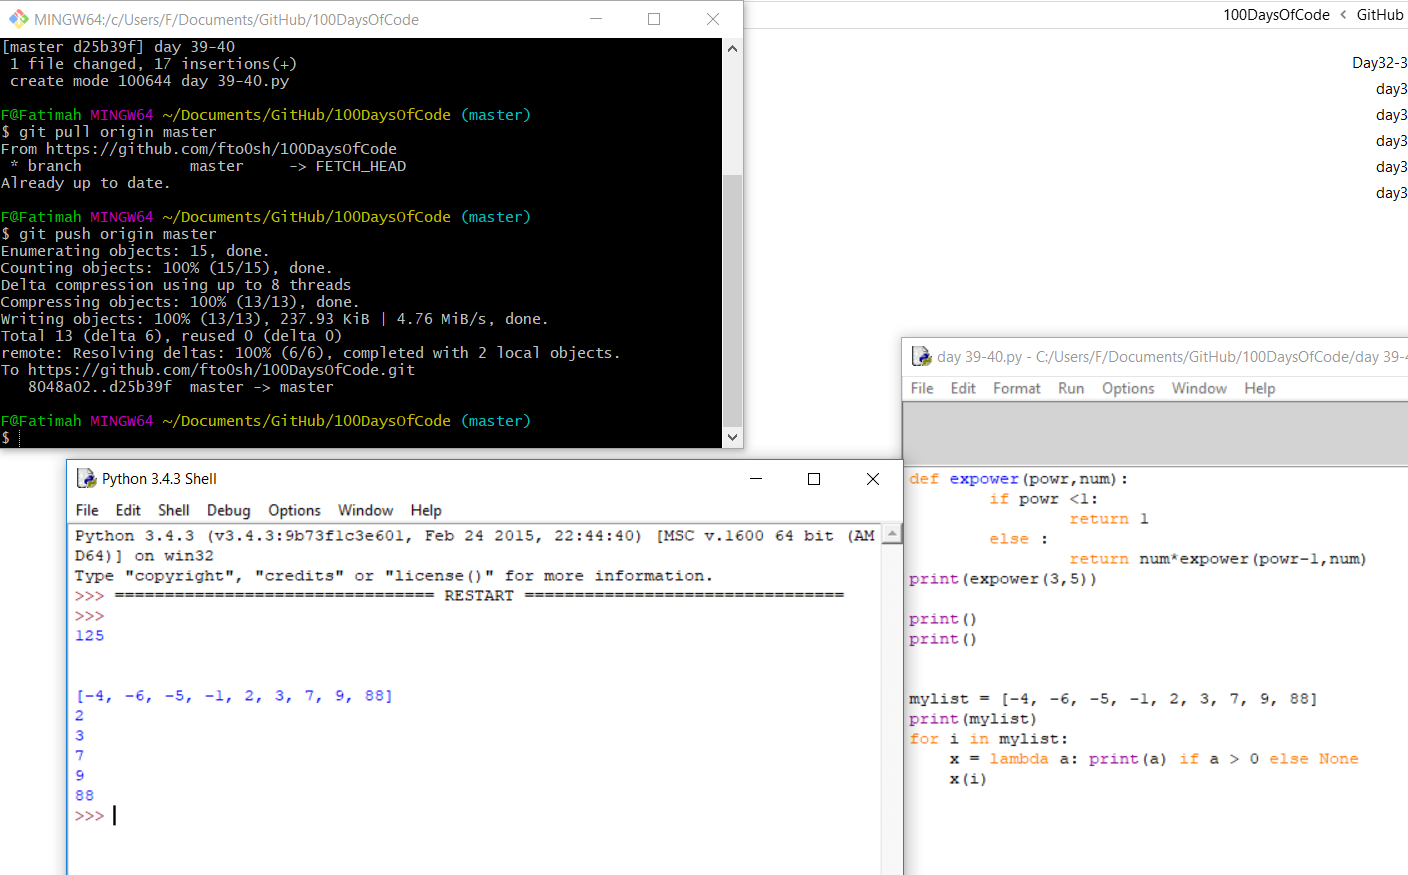 MINGW64:/c/Users/F/Documents/GitHub/100DaysOfCode
[master d25b39f] day 39-40
 1 file changed, 17 insertions(+)
 create mode 100644 day 39-40.py
F@Fatimah MINGW64 ~/Documents/GitHub/100DaysOfCode (master)
$ git pull origin master
From https://github.com/fto0sh/100DaysOfCode
 * branch            master     -> FETCH_HEAD
Already up to date.
F@Fatimah MINGW64 ~/Documents/GitHub/100DaysOfCode (master)
$ git push origin master
Enumerating objects: 15, done.
Counting objects: 100% (15/15), done.
Delta compression using up to 8 threads
Compressing objects: 100% (13/13), done.
Writing objects: 100% (13/13), 237.93 KiB | 4.76 MiB/s, done.
Total 13 (delta 6), reused 0 (delta 0)
remote: Resolving deltas: 100% (6/6), completed with 2 local objects.
To https://github.com/fto0sh/100DaysOfCode.git
   8048a02..d25b39f  master -> master
F@Fatimah MINGW64 ~/Documents/GitHub/100DaysOfCode (master)
$
100DaysOfCode < GitHub
Day32-3
day3
day3
day3
day3
day3
Python 3.4.3 Shell
File Edit Shell Debug Options Window Help
Python 3.4.3 (v3.4.3:9b73f1c3e601, Feb 24 2015, 22:44:40) [MSC v.1600 64 bit (AM
D64)] on win32
Type "copyright", "credits" or "license()" for more information.
>>> ================================ RESTART ================================
>>>
125
[-4, -6, -5, -1, 2, 3, 7, 9, 88]
2
3
7
9
88
>>>
day 39-40.py - C:/Users/F/Documents/GitHub/100DaysOfCode/day 39-4
File Edit Format Run Options Window Help
def expower(powr,num):
        if powr <1:
                return 1
        else :
                return num*expower(powr-1,num)
print(expower(3,5))
print()
print()
mylist = [-4, -6, -5, -1, 2, 3, 7, 9, 88]
print(mylist)
for i in mylist:
    x = lambda a: print(a) if a > 0 else None
    x(i)